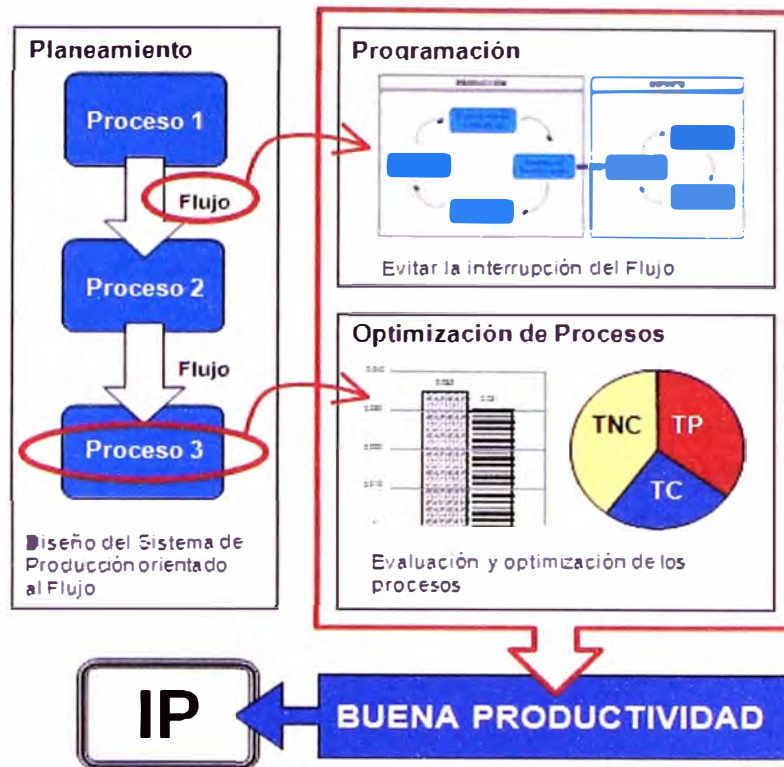 Planeamiento
Proceso 1
Flujo
Proceso 2
Flujo
Proceso 3
Diseño del Sistema de
Producción orientado
al Flujo
Programación
PRODUCCIÓN
Evitar la interrupción del Flujo
Optimización de Procesos
TNC
TP
TC
Evaluación y optimización de los
procesos
IP
BUENA PRODUCTIVIDAD